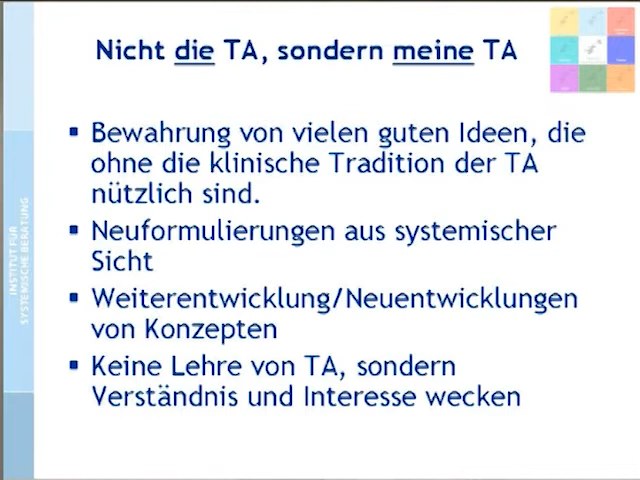 Nicht die TA, sondern meine TA
▪ Bewahrung von vielen guten Ideen, die
ohne die klinische Tradition der TA
nützlich sind.
▪ Neuformulierungen aus systemischer
Sicht
▪ Weiterentwicklung/Neuentwicklungen
von Konzepten
▪ Keine Lehre von TA, sondern
Verständnis und Interesse wecken
INSTITUT FÜR
SYSTEMISCHE BERATUNG